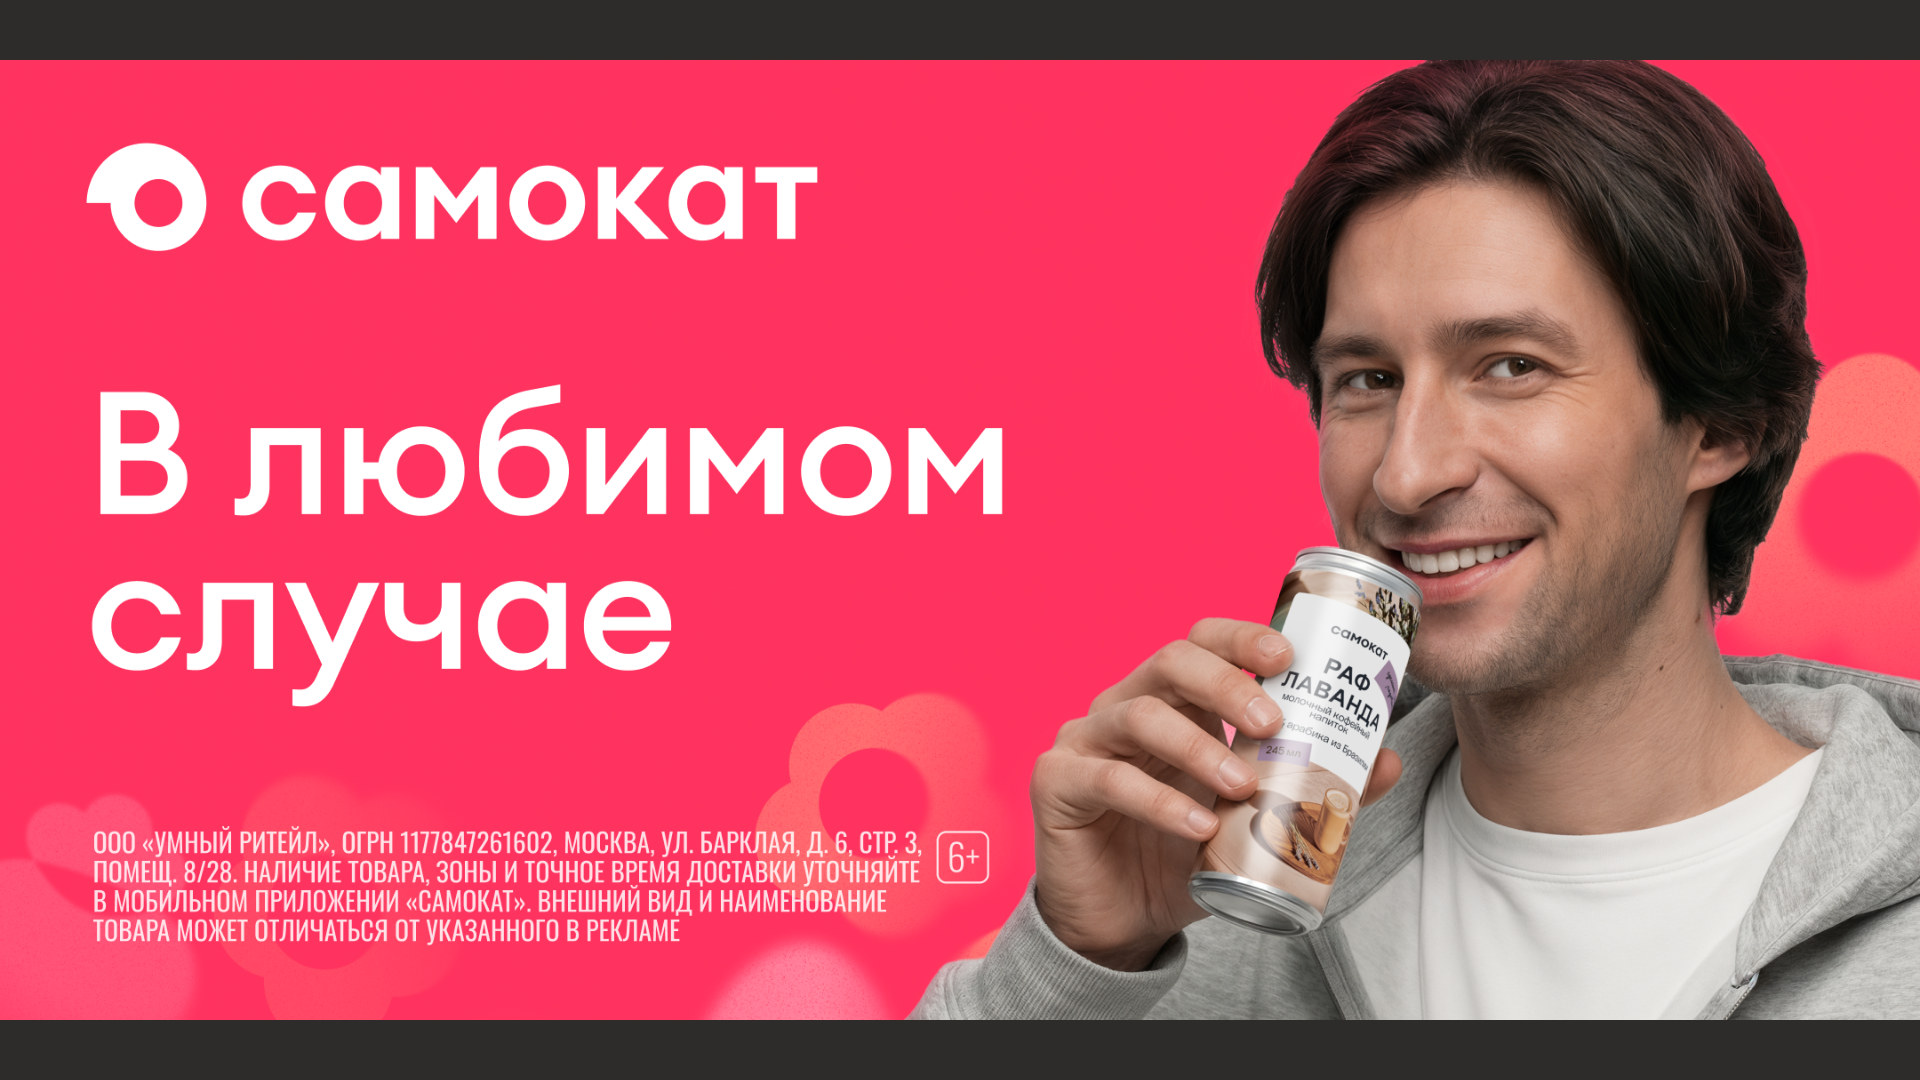 самокат
В любимом
случае
ООО «УМНЫЙ РИТЕЙЛ», ОГРН 1177847261602, МОСКВА, УЛ. БАРКЛАЯ, Д. 6, СТР. 3,
ПОМЕЩ. 8/28. НАЛИЧИЕ ТОВАРА, ЗОНЫ И ТОЧНОЕ ВРЕМЯ ДОСТАВКИ УТОЧНЯЙТЕ
В МОБИЛЬНОМ ПРИЛОЖЕНИИ «САМОКАТ». ВНЕШНИЙ ВИД И НАИМЕНОВАНИЕ
ТОВАРА МОЖЕТ ОТЛИЧАТЬСЯ ОТ УКАЗАННОГО В РЕКЛАМЕ
6+
самокат
РАФ
ЛАВАНДА
молочный кофейный
напиток
арабика из
245 мл